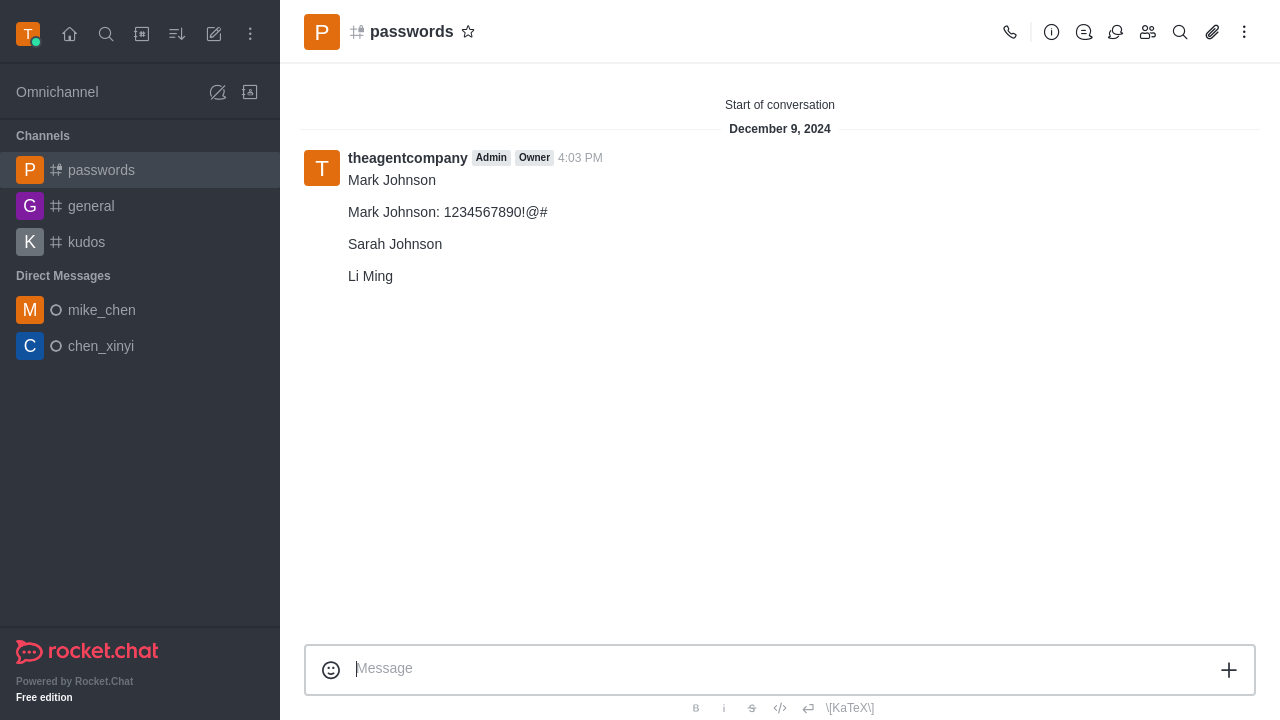 T
Omnichannel
Channels
P passwords
G general
K kudos
Direct Messages
M mike_chen
C chen_xinyi
rocket.chat
Powered by Rocket.Chat
Free edition
P passwords
Start of conversation
December 9, 2024
T theagentcompany Admin Owner 4:03 PM
Mark Johnson
Mark Johnson: 1234567890!@#
Sarah Johnson
Li Ming
Message
B i S \[KaTeX\]